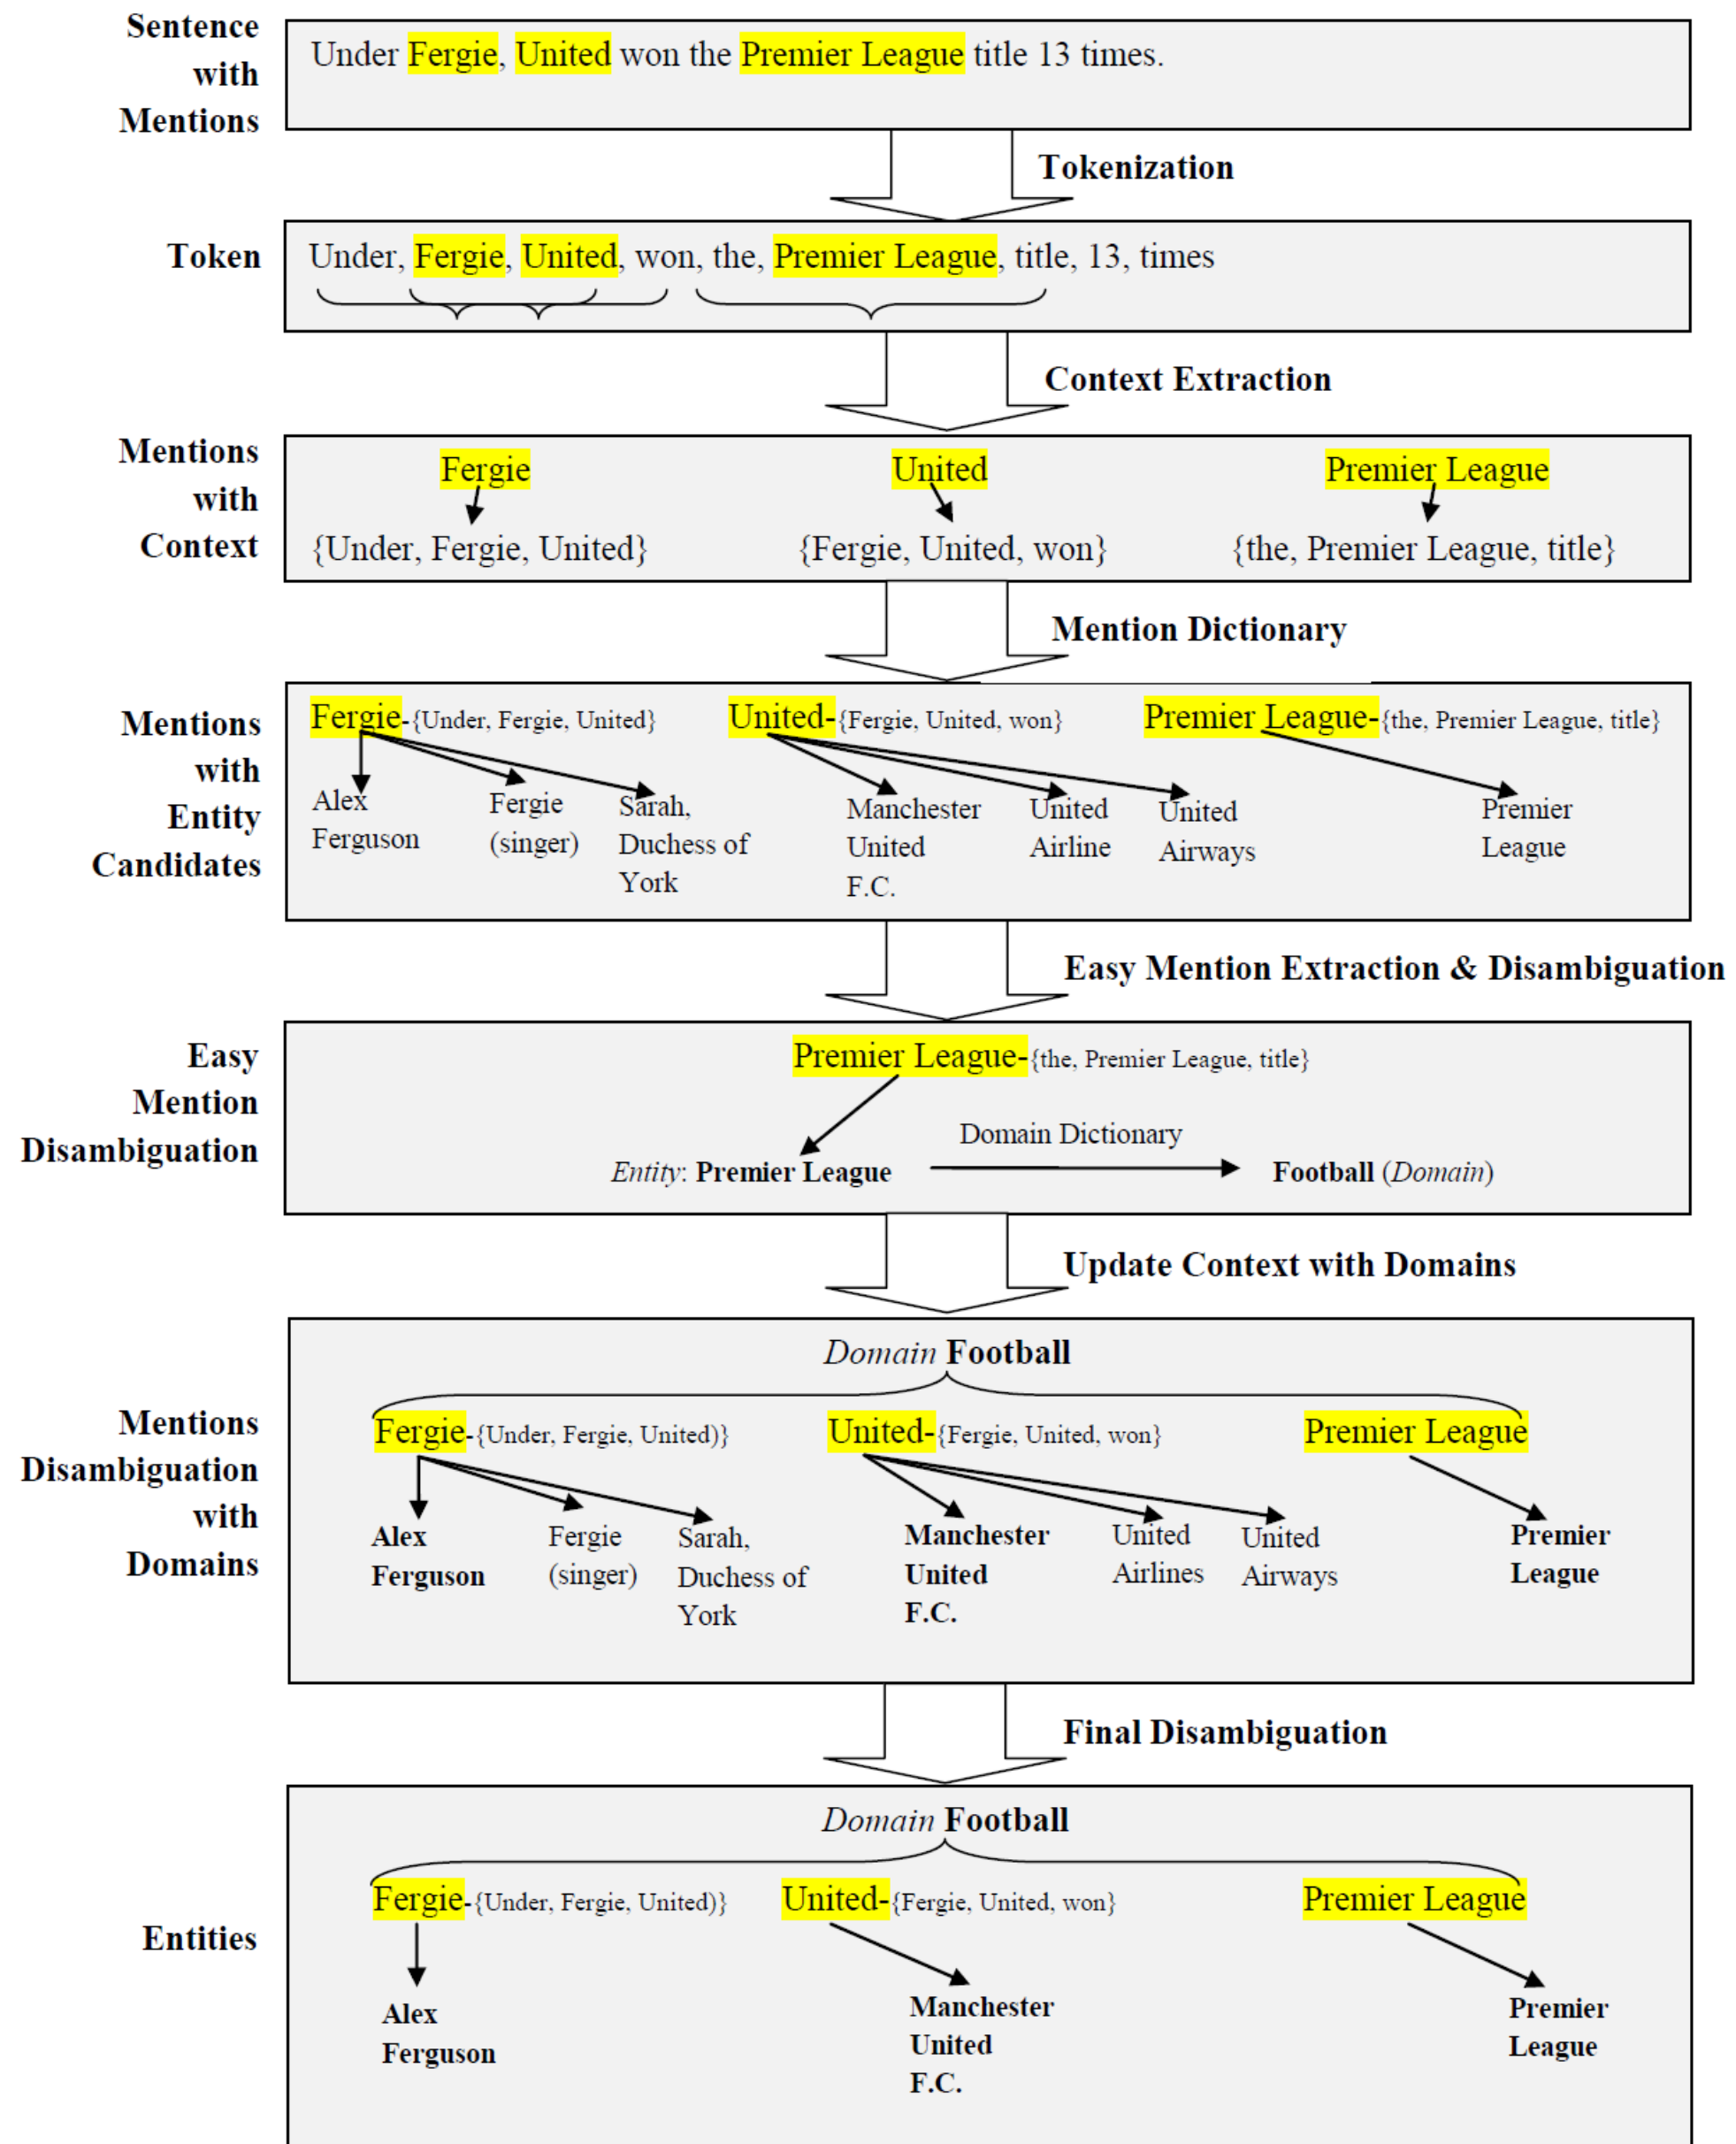 Sentence
with
Mentions
Under Fergie, United won the Premier League title 13 times.
Tokenization
Token
Under, Fergie, United, won, the, Premier League, title, 13, times
Context Extraction
Mentions
with
Context
Fergie
United
Premier League
{Under, Fergie, United}
{Fergie, United, won}
{the, Premier League, title}
Mention Dictionary
Mentions
with
Entity
Candidates
Fergie-{Under, Fergie, United}
United-{Fergie, United, won}
Premier League-{the, Premier League, title}
Alex
Ferguson
Fergie
(singer)
Sarah,
Duchess of
York
Manchester
United
F.C.
United
Airline
United
Airways
Premier
League
Easy Mention Extraction & Disambiguation
Easy
Mention
Disambiguation
Premier League-{the, Premier League, title}
Domain Dictionary
Entity: Premier League
Football (Domain)
Update Context with Domains
Mentions
Disambiguation
with
Domains
Domain Football
Fergie-{Under, Fergie, United)}
United-{Fergie, United, won}
Premier League
Alex
Ferguson
Fergie
(singer)
Sarah,
Duchess of
York
Manchester
United
F.C.
United
Airlines
United
Airways
Premier
League
Final Disambiguation
Entities
Domain Football
Fergie-{Under, Fergie, United)}
United-{Fergie, United, won}
Premier League
Alex
Ferguson
Manchester
United
F.C.
Premier
League